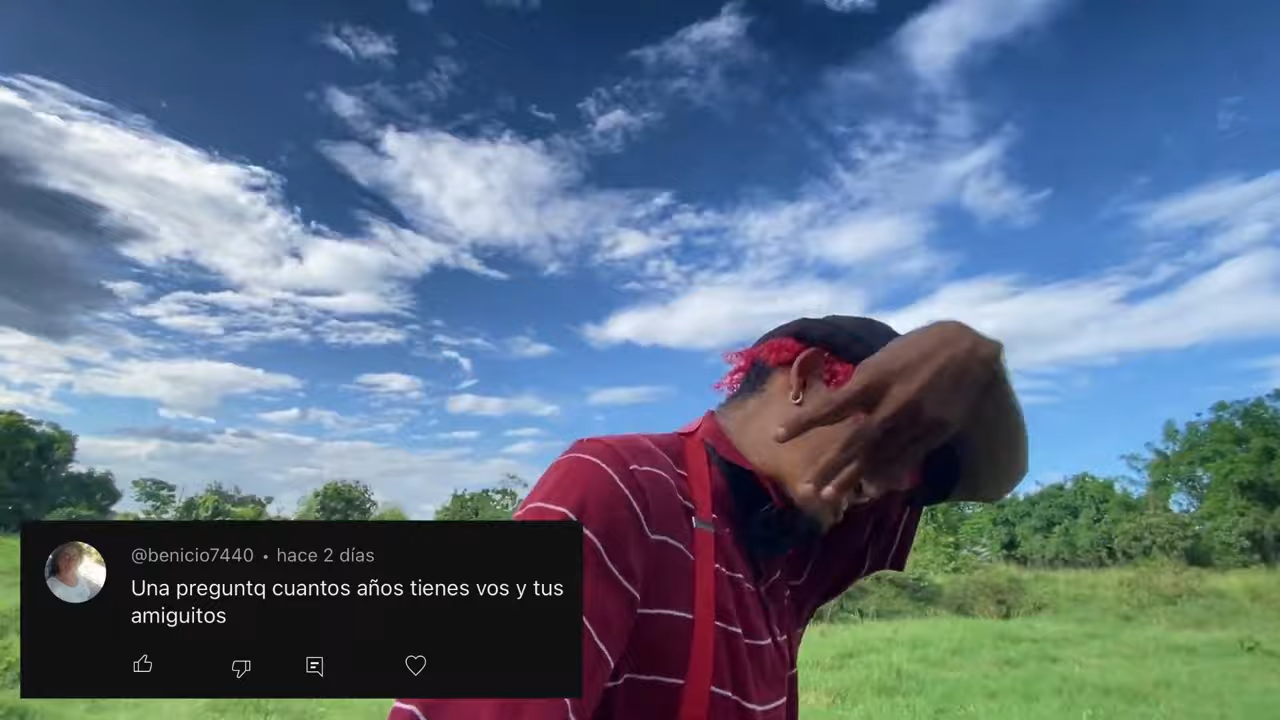 @benicio7440 • hace 2 días
Una preguntq cuantos años tienes vos y tus
amiguitos